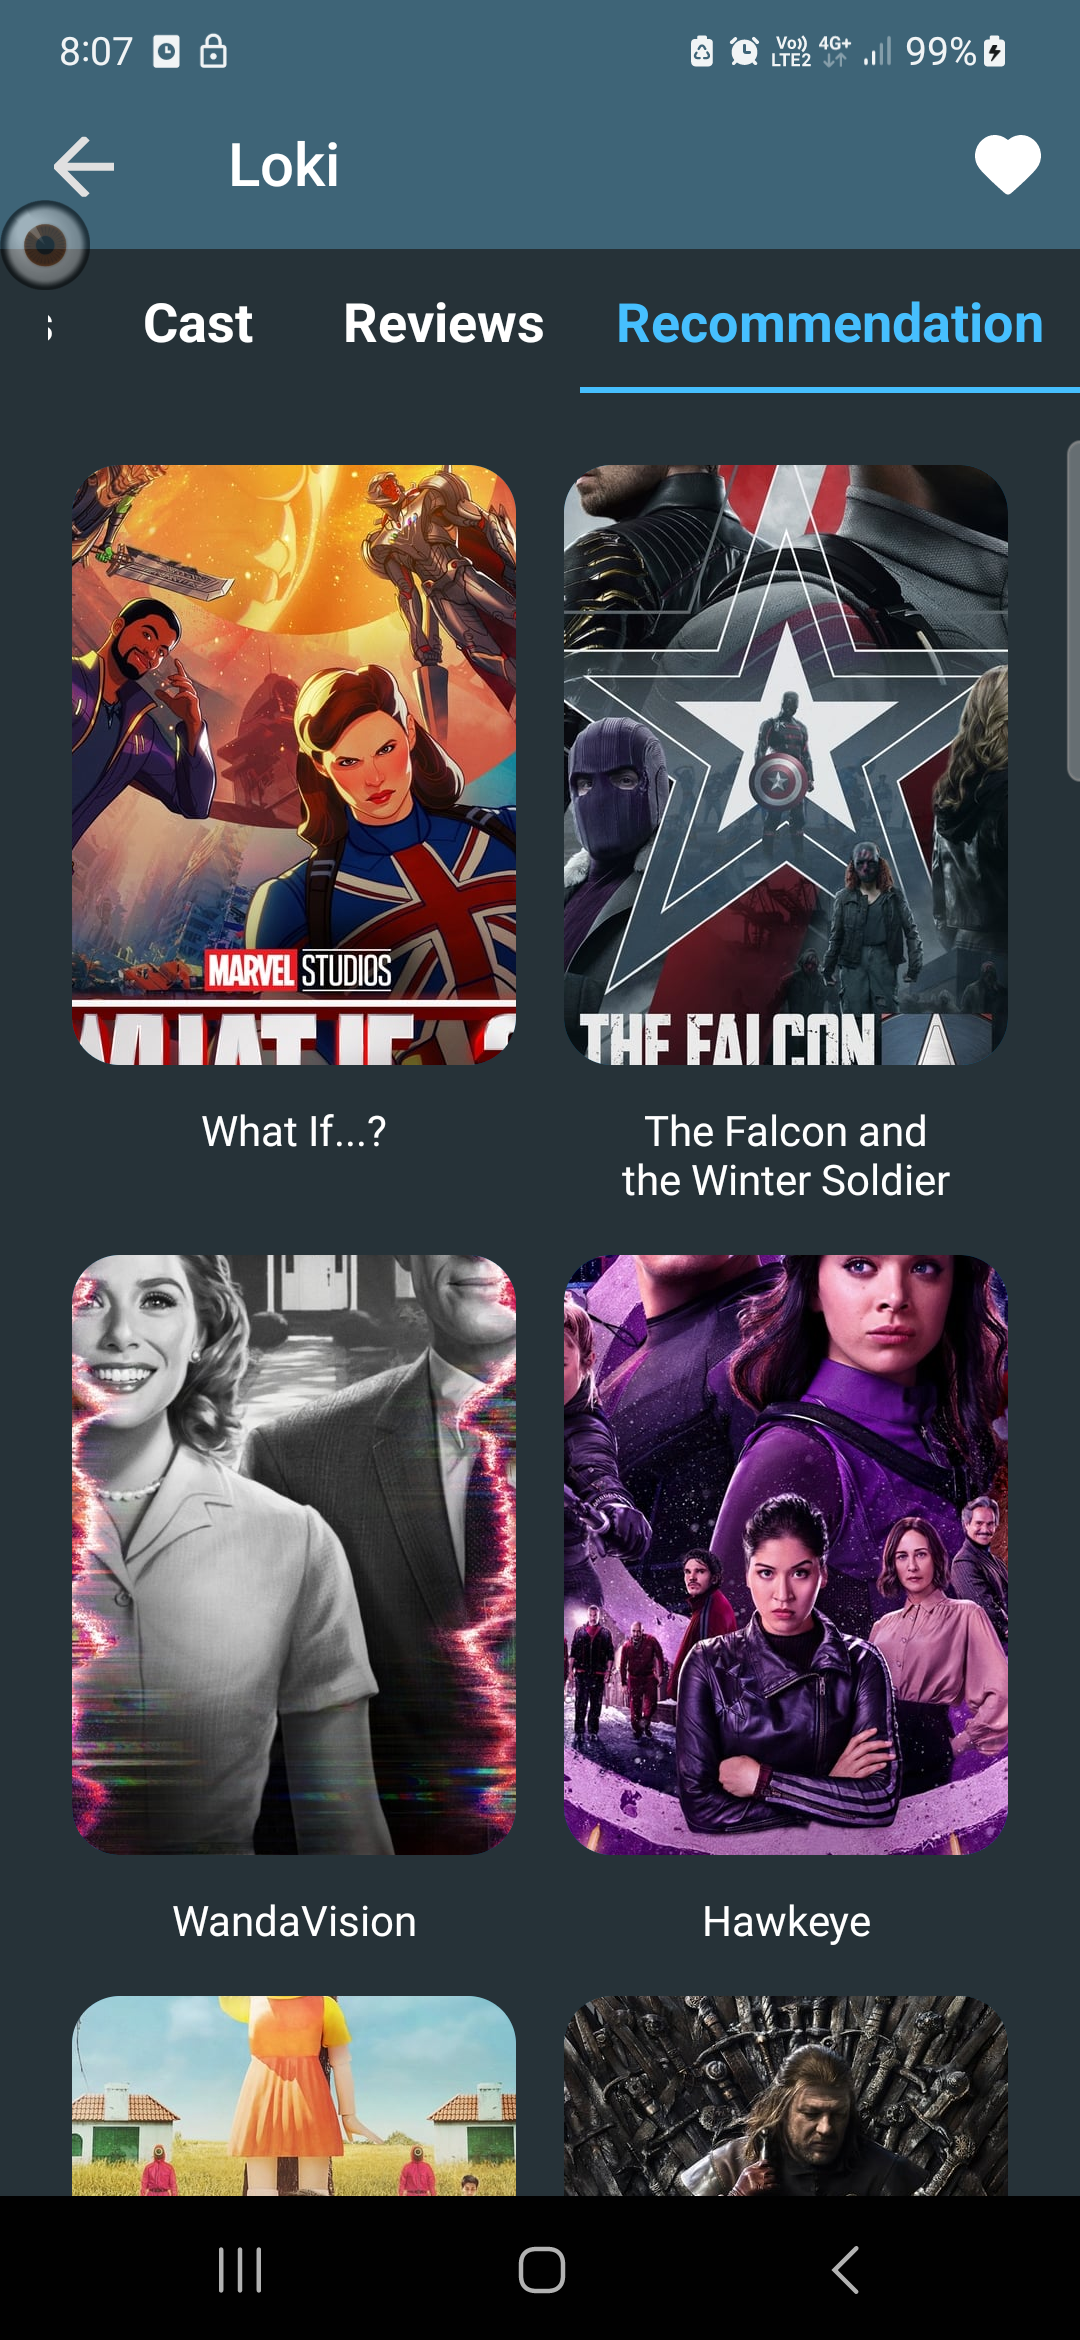 8:07
Vo))
LTE2
4G+
99%
Loki
Cast
Reviews
Recommendation
MARVEL STUDIOS
WHAT IF...?
THE FALCON
What If...?
The Falcon and
the Winter Soldier
WandaVision
Hawkeye